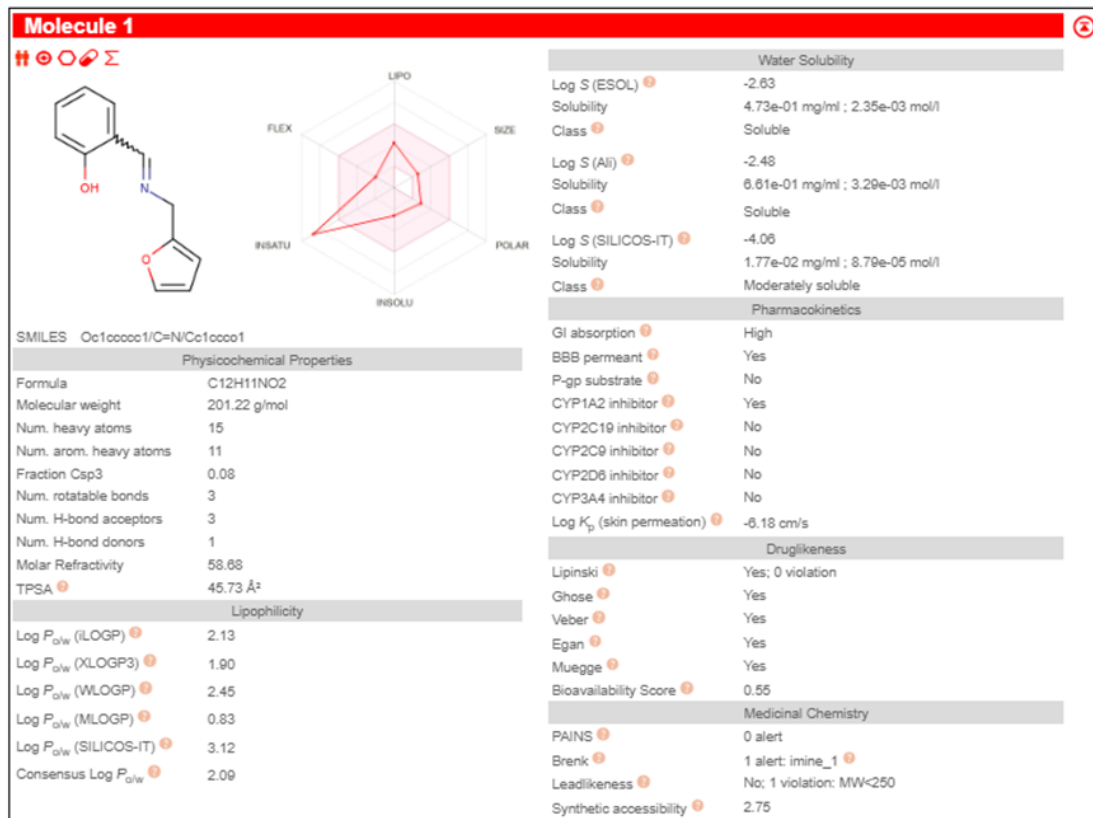 Molecule 1
LIPO
FLEX
SIZE
OH
N
O
INSATU
POLAR
INSOLU
SMILES Oc1ccccc1/C=N/Cc1ccco1
Physicochemical Properties
Formula C12H11NO2
Molecular weight 201.22 g/mol
Num. heavy atoms 15
Num. arom. heavy atoms 11
Fraction Csp3 0.08
Num. rotatable bonds 3
Num. H-bond acceptors 3
Num. H-bond donors 1
Molar Refractivity 58.68
TPSA ? 45.73 Å²
Lipophilicity
Log Po/w (iLOGP) ? 2.13
Log Po/w (XLOGP3) ? 1.90
Log Po/w (WLOGP) ? 2.45
Log Po/w (MLOGP) ? 0.83
Log Po/w (SILICOS-IT) ? 3.12
Consensus Log Po/w ? 2.09
Water Solubility
Log S (ESOL) ? -2.63
Solubility 4.73e-01 mg/ml ; 2.35e-03 mol/l
Class ? Soluble
Log S (Ali) ? -2.48
Solubility 6.61e-01 mg/ml ; 3.29e-03 mol/l
Class ? Soluble
Log S (SILICOS-IT) ? -4.06
Solubility 1.77e-02 mg/ml ; 8.79e-05 mol/l
Class ? Moderately soluble
Pharmacokinetics
GI absorption ? High
BBB permeant ? Yes
P-gp substrate ? No
CYP1A2 inhibitor ? Yes
CYP2C19 inhibitor ? No
CYP2C9 inhibitor ? No
CYP2D6 inhibitor ? No
CYP3A4 inhibitor ? No
Log Kp (skin permeation) ? -6.18 cm/s
Druglikeness
Lipinski ? Yes; 0 violation
Ghose ? Yes
Veber ? Yes
Egan ? Yes
Muegge ? Yes
Bioavailability Score ? 0.55
Medicinal Chemistry
PAINS ? 0 alert
Brenk ? 1 alert: imine_1 ?
Leadlikeness ? No; 1 violation: MW<250
Synthetic accessibility ? 2.75